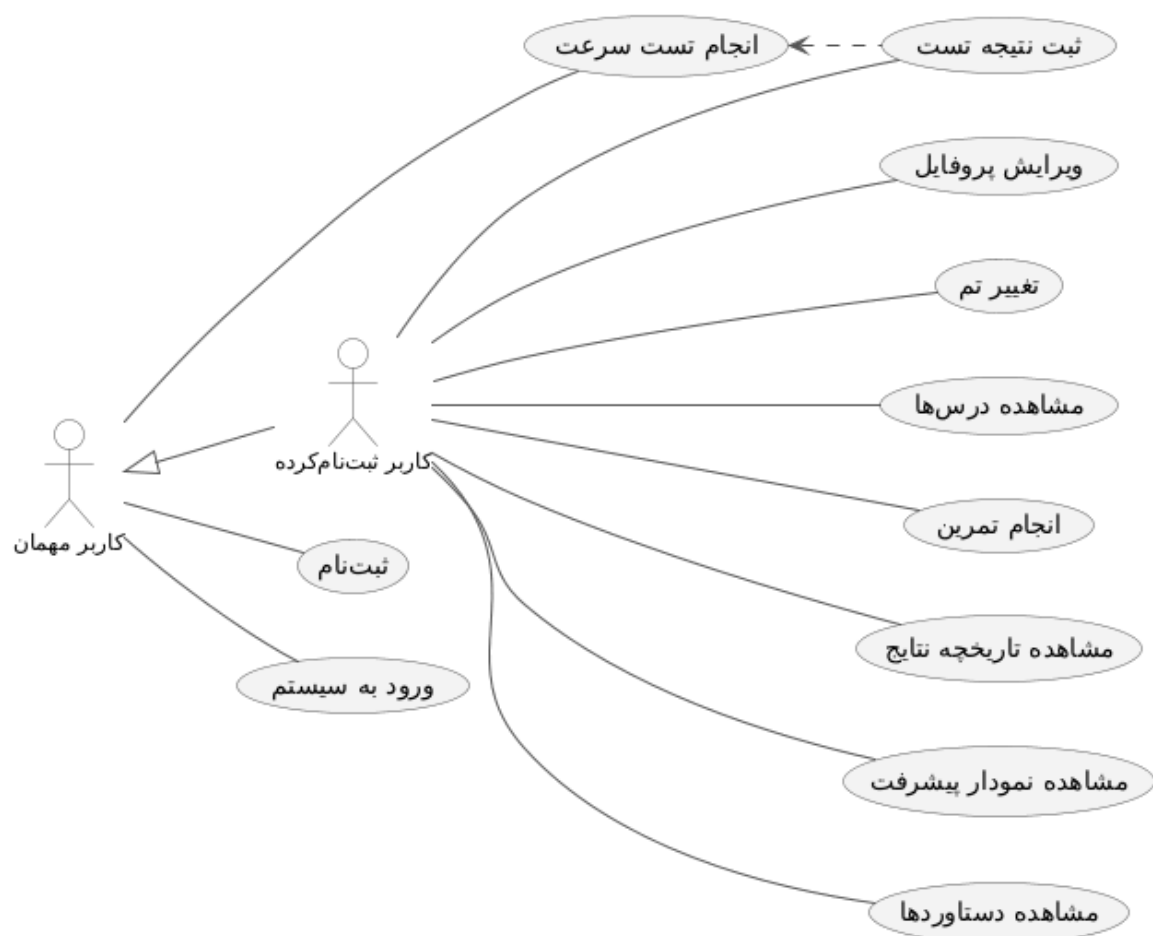 انجام تست سرعت
ثبت نتیجه تست
ویرایش پروفایل
تغییر تم
مشاهده درس‌ها
کاربر ثبت‌نام‌کرده
کاربر مهمان
انجام تمرین
ثبت‌نام
مشاهده تاریخچه نتایج
ورود به سیستم
مشاهده نمودار پیشرفت
مشاهده دستاوردها